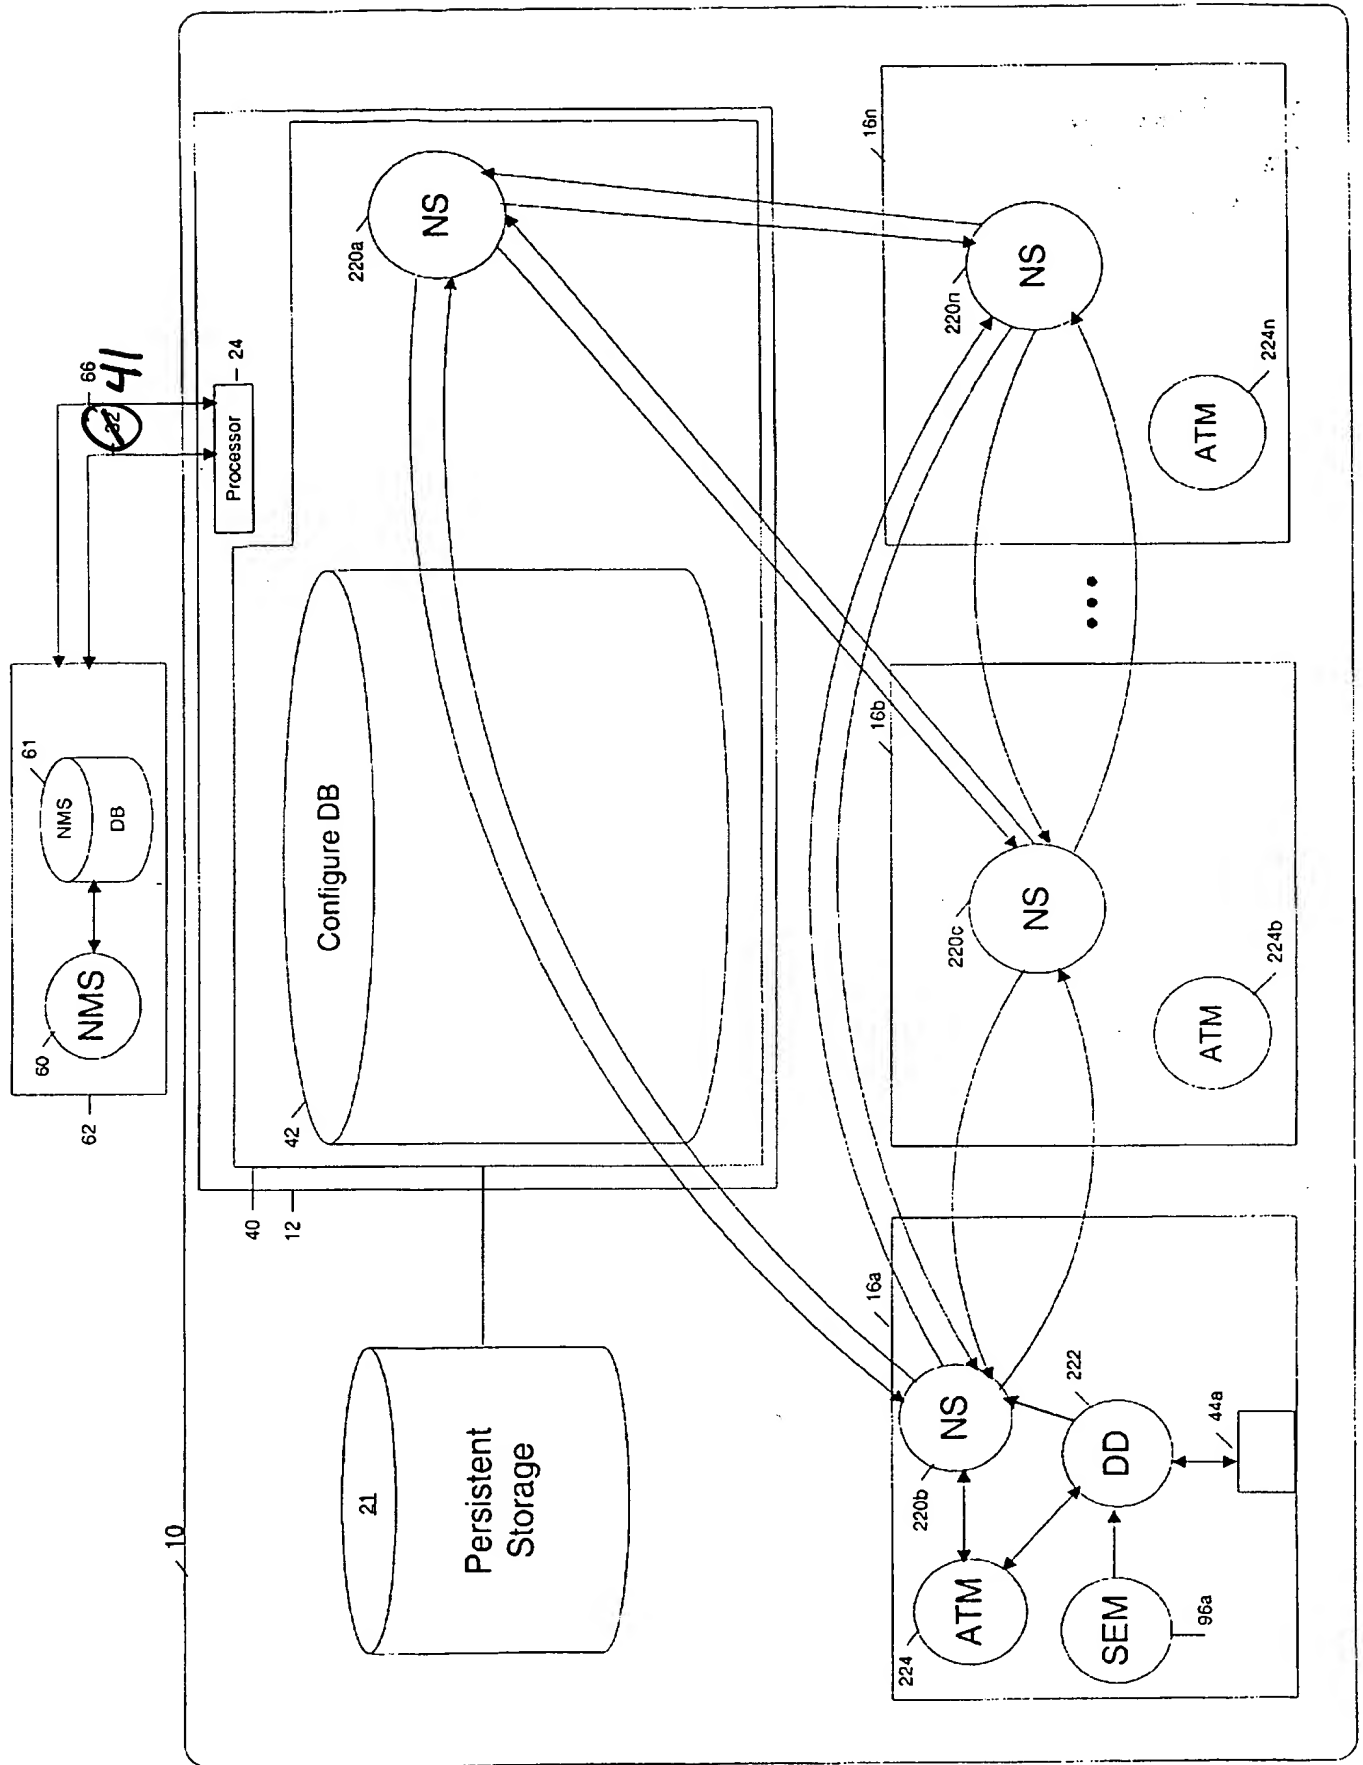 62
60
NMS
61
NMS
DB
66
32
41
10
40
12
42
Configure DB
Processor
24
220a
NS
21
Persistent
Storage
16a
NS
220b
224
ATM
222
DD
SEM
96a
44a
16b
220c
NS
ATM
224b
•••
16n
220n
NS
ATM
224n